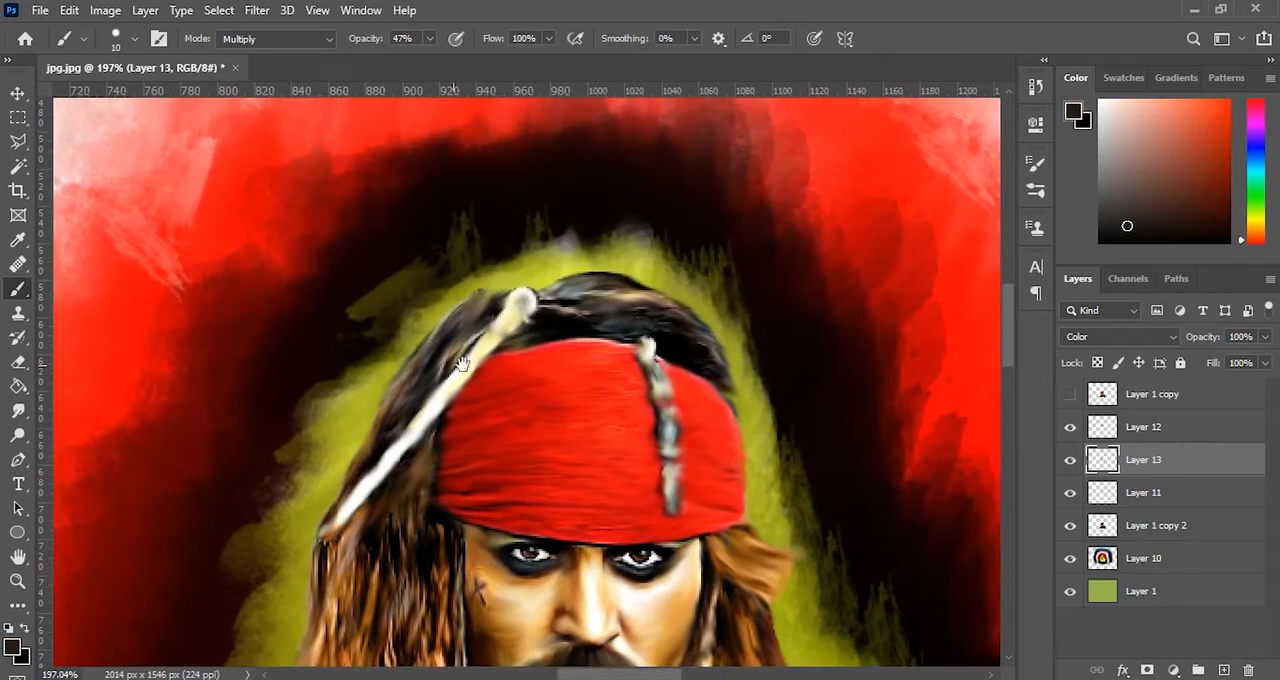 Ps File Edit Image Layer Type Select Filter 3D View Window Help
10 Mode: Multiply Opacity: 47% Flow: 100% Smoothing: 0% 0°
jpg.jpg @ 197% (Layer 13, RGB/8#) * ×
720 740 760 780 800 820 840 860 880 900 920 940 960 980 1000 1020 1040 1060 1080 1100 1120 1140 1160 1180 1200
Color Swatches Gradients Patterns
Layers Channels Paths
Kind
Color Opacity: 100%
Lock: Fill: 100%
Layer 1 copy
Layer 12
Layer 13
Layer 11
Layer 1 copy 2
Layer 10
Layer 1
197.04% 2014 px x 1546 px (224 ppi)